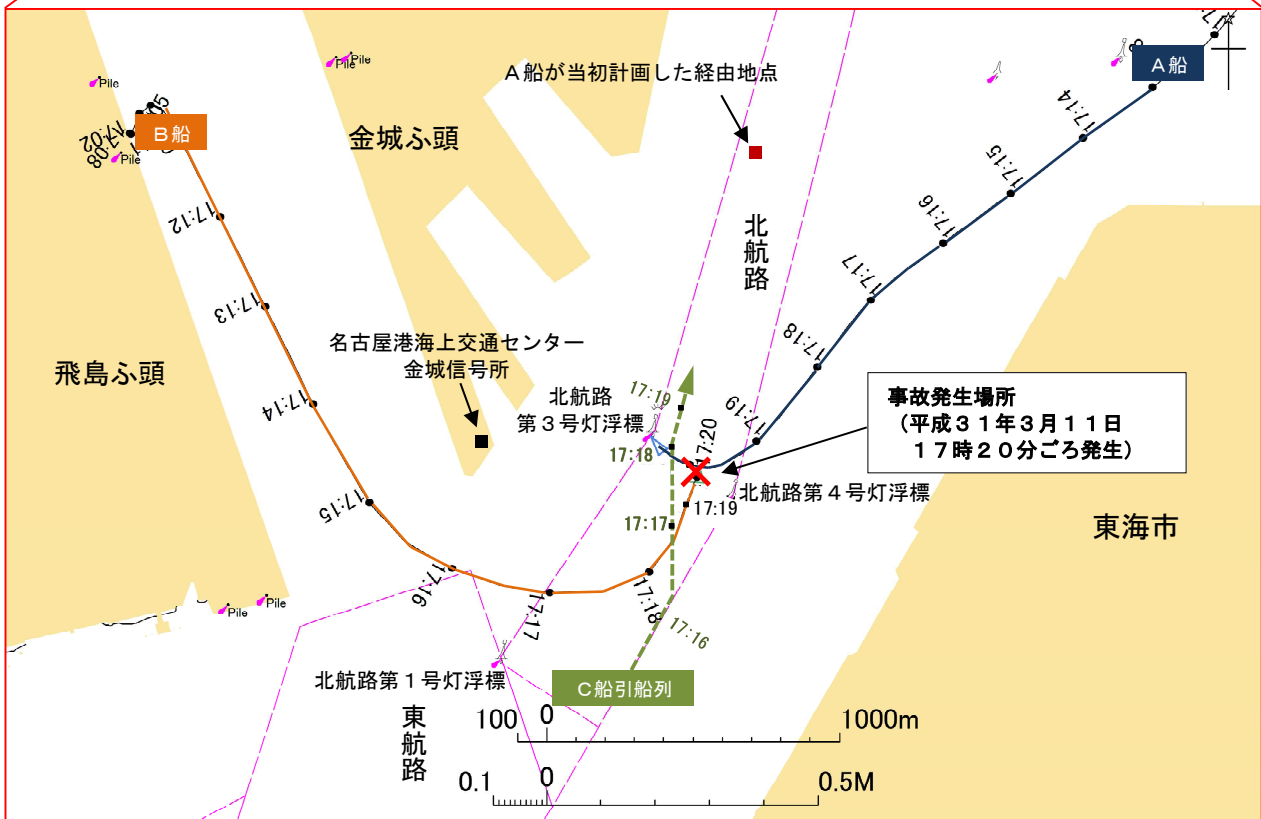 Pile
Pile
Pile
A船が当初計画した経由地点
A船
17:14
17:05
17:02
17:08
B船
Pile
金城ふ頭
17:15
17:16
17:12
北航路
17:17
17:13
名古屋港海上交通センター
金城信号所
17:18
飛島ふ頭
17:14
北航路
第3号灯浮標
17:19
17:19
事故発生場所
（平成31年3月11日
17時20分ごろ発生）
17:18
17:20
北航路第4号灯浮標
17:15
17:17
17:19
東海市
17:16
17:17
17:18
17:16
Pile
Pile
北航路第1号灯浮標
C船引船列
東航路
100
0
1000m
0.1
0
0.5M